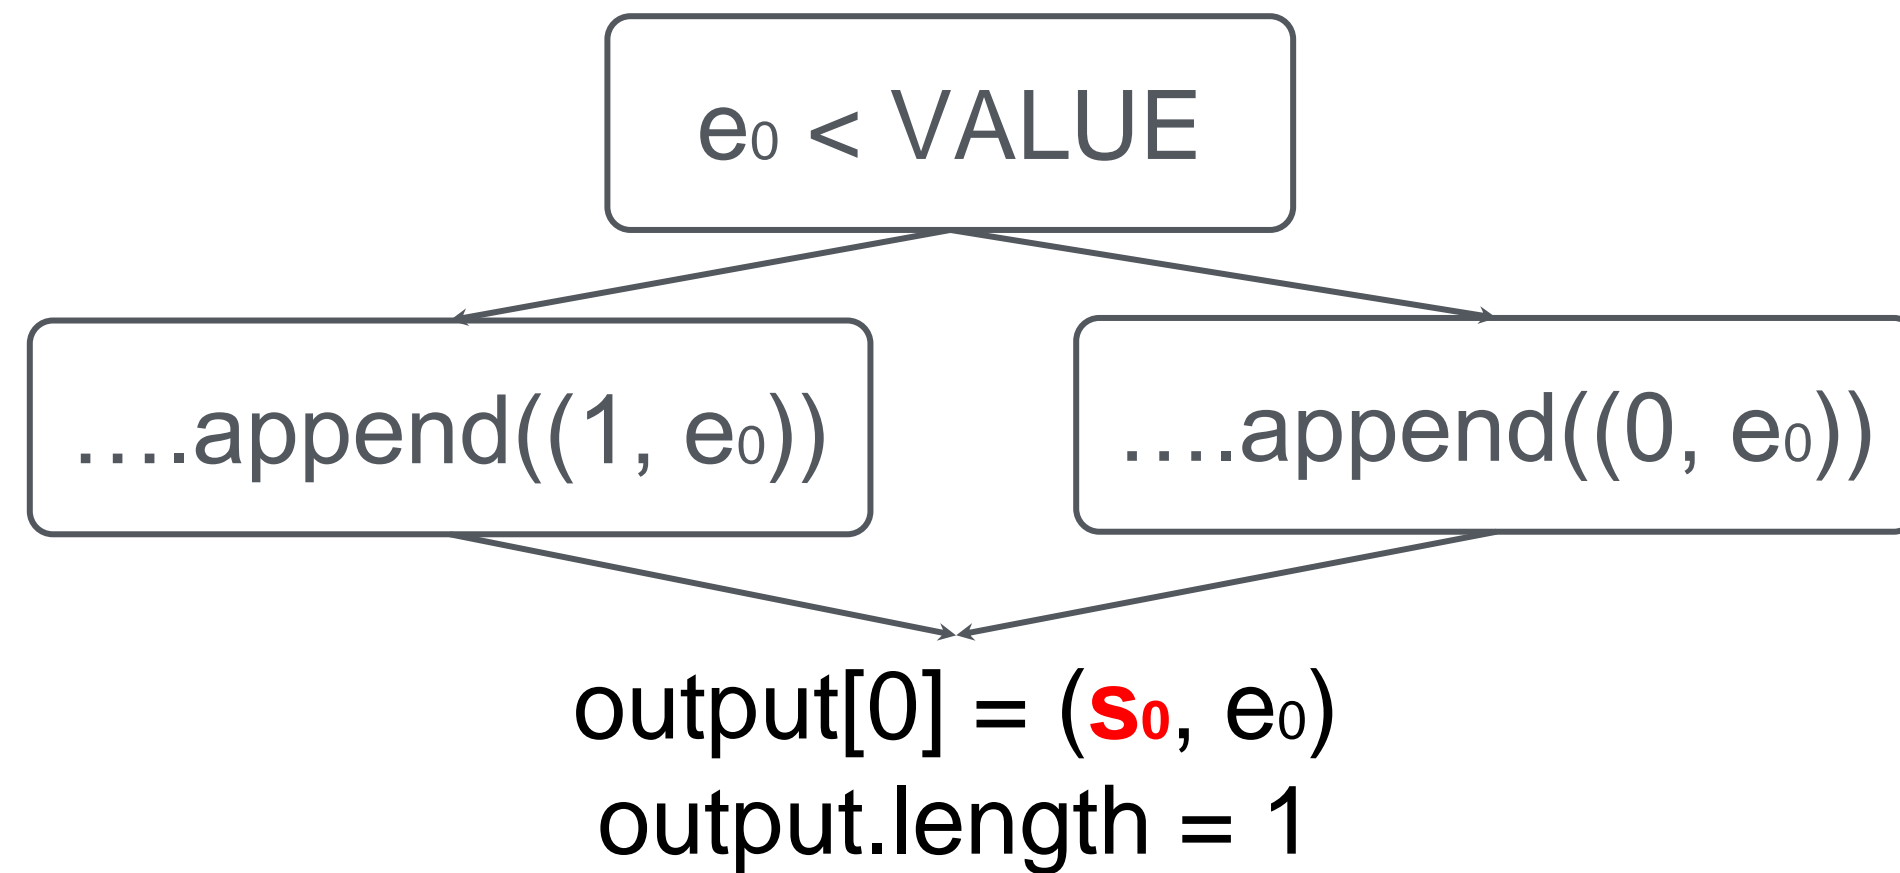 e₀ < VALUE
….append((1, e₀))
….append((0, e₀))
output[0] = (s₀, e₀)
output.length = 1